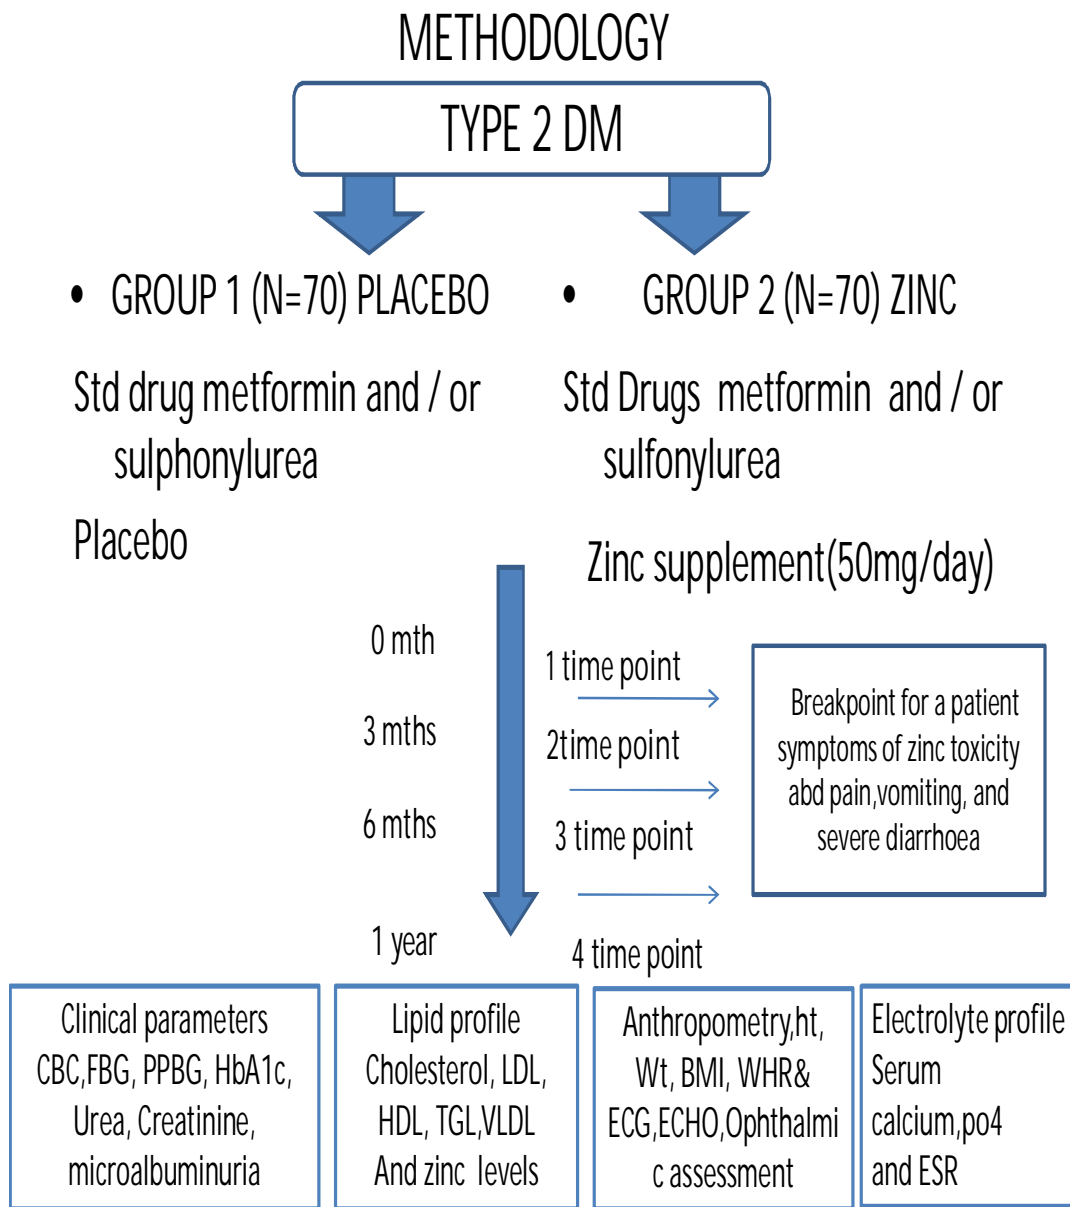 METHODOLOGY
TYPE 2 DM
• GROUP 1 (N=70) PLACEBO
Std drug metformin and / or
sulphonylurea
Placebo
• GROUP 2 (N=70) ZINC
Std Drugs metformin and / or
sulfonylurea
Zinc supplement(50mg/day)
0 mth
3 mths
6 mths
1 year
1 time point
2time point
3 time point
4 time point
Breakpoint for a patient
symptoms of zinc toxicity
abd pain,vomiting, and
severe diarrhoea
Clinical parameters
CBC,FBG, PPBG, HbA1c,
Urea, Creatinine,
microalbuminuria
Lipid profile
Cholesterol, LDL,
HDL, TGL,VLDL
And zinc levels
Anthropometry,ht,
Wt, BMI, WHR&
ECG,ECHO,Ophthalmi
c assessment
Electrolyte profile
Serum
calcium,po4
and ESR